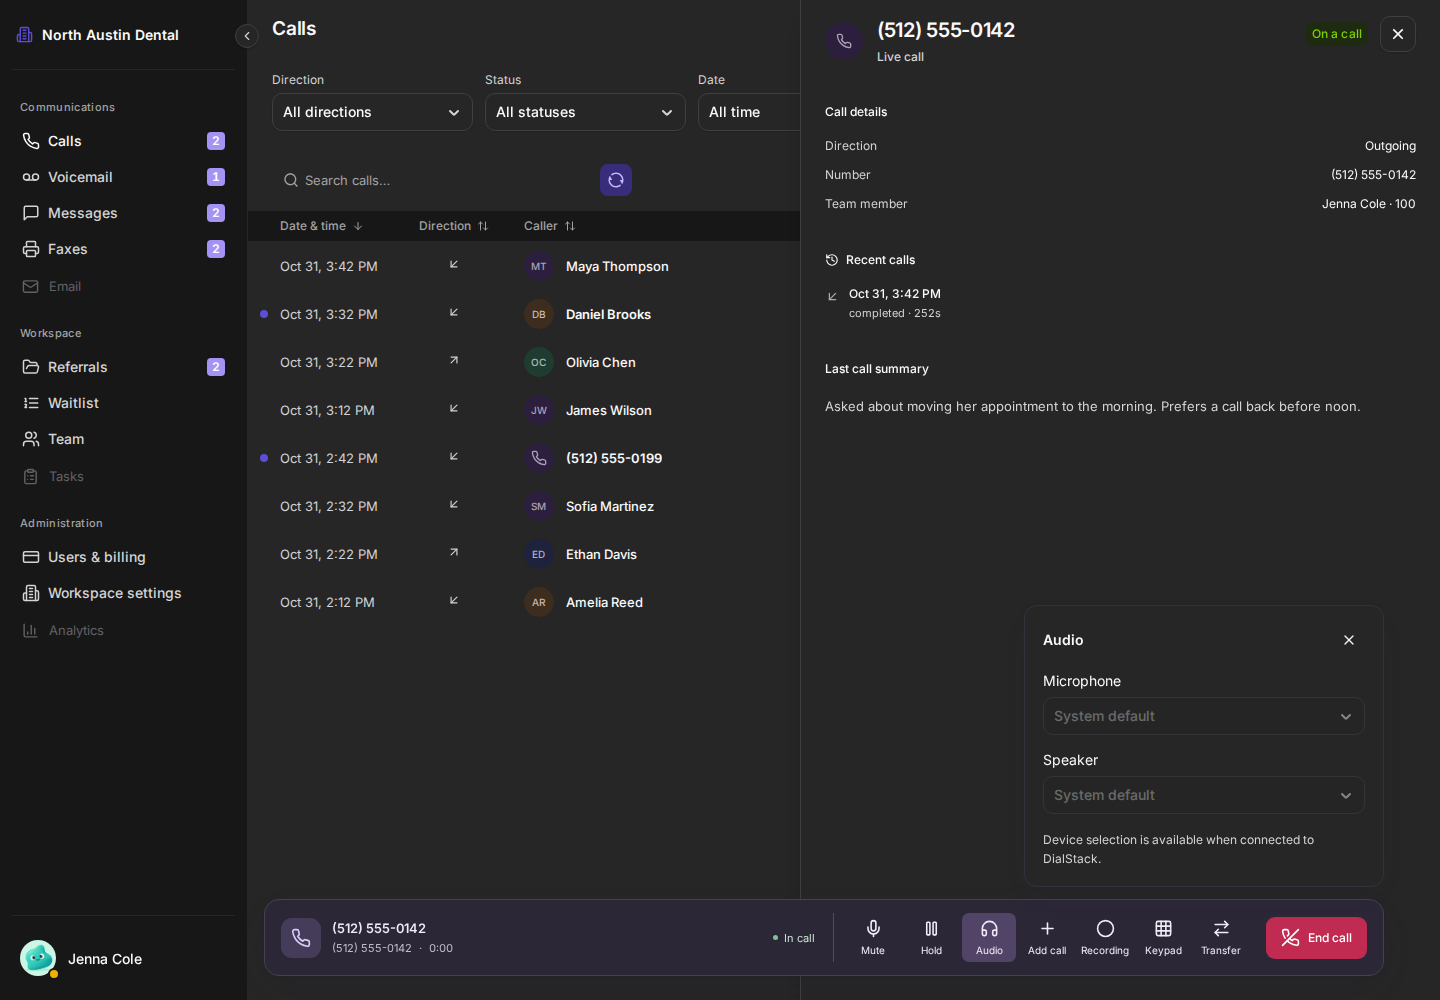 North Austin Dental
Communications
Calls 2
Voicemail 1
Messages 2
Faxes 2
Email
Workspace
Referrals 2
Waitlist
Team
Tasks
Administration
Users & billing
Workspace settings
Analytics
Jenna Cole
Calls
Direction Status Date
All directions All statuses All time
Search calls...
Date & time Direction Caller
Oct 31, 3:42 PM MT Maya Thompson
Oct 31, 3:32 PM DB Daniel Brooks
Oct 31, 3:22 PM OC Olivia Chen
Oct 31, 3:12 PM JW James Wilson
Oct 31, 2:42 PM (512) 555-0199
Oct 31, 2:32 PM SM Sofia Martinez
Oct 31, 2:22 PM ED Ethan Davis
Oct 31, 2:12 PM AR Amelia Reed
(512) 555-0142 On a call
Live call
Call details
Direction Outgoing
Number (512) 555-0142
Team member Jenna Cole · 100
Recent calls
Oct 31, 3:42 PM
completed · 252s
Last call summary
Asked about moving her appointment to the morning. Prefers a call back before noon.
Audio
Microphone
System default
Speaker
System default
Device selection is available when connected to
DialStack.
(512) 555-0142
(512) 555-0142 · 0:00
In call
Mute Hold Audio Add call Recording Keypad Transfer End call